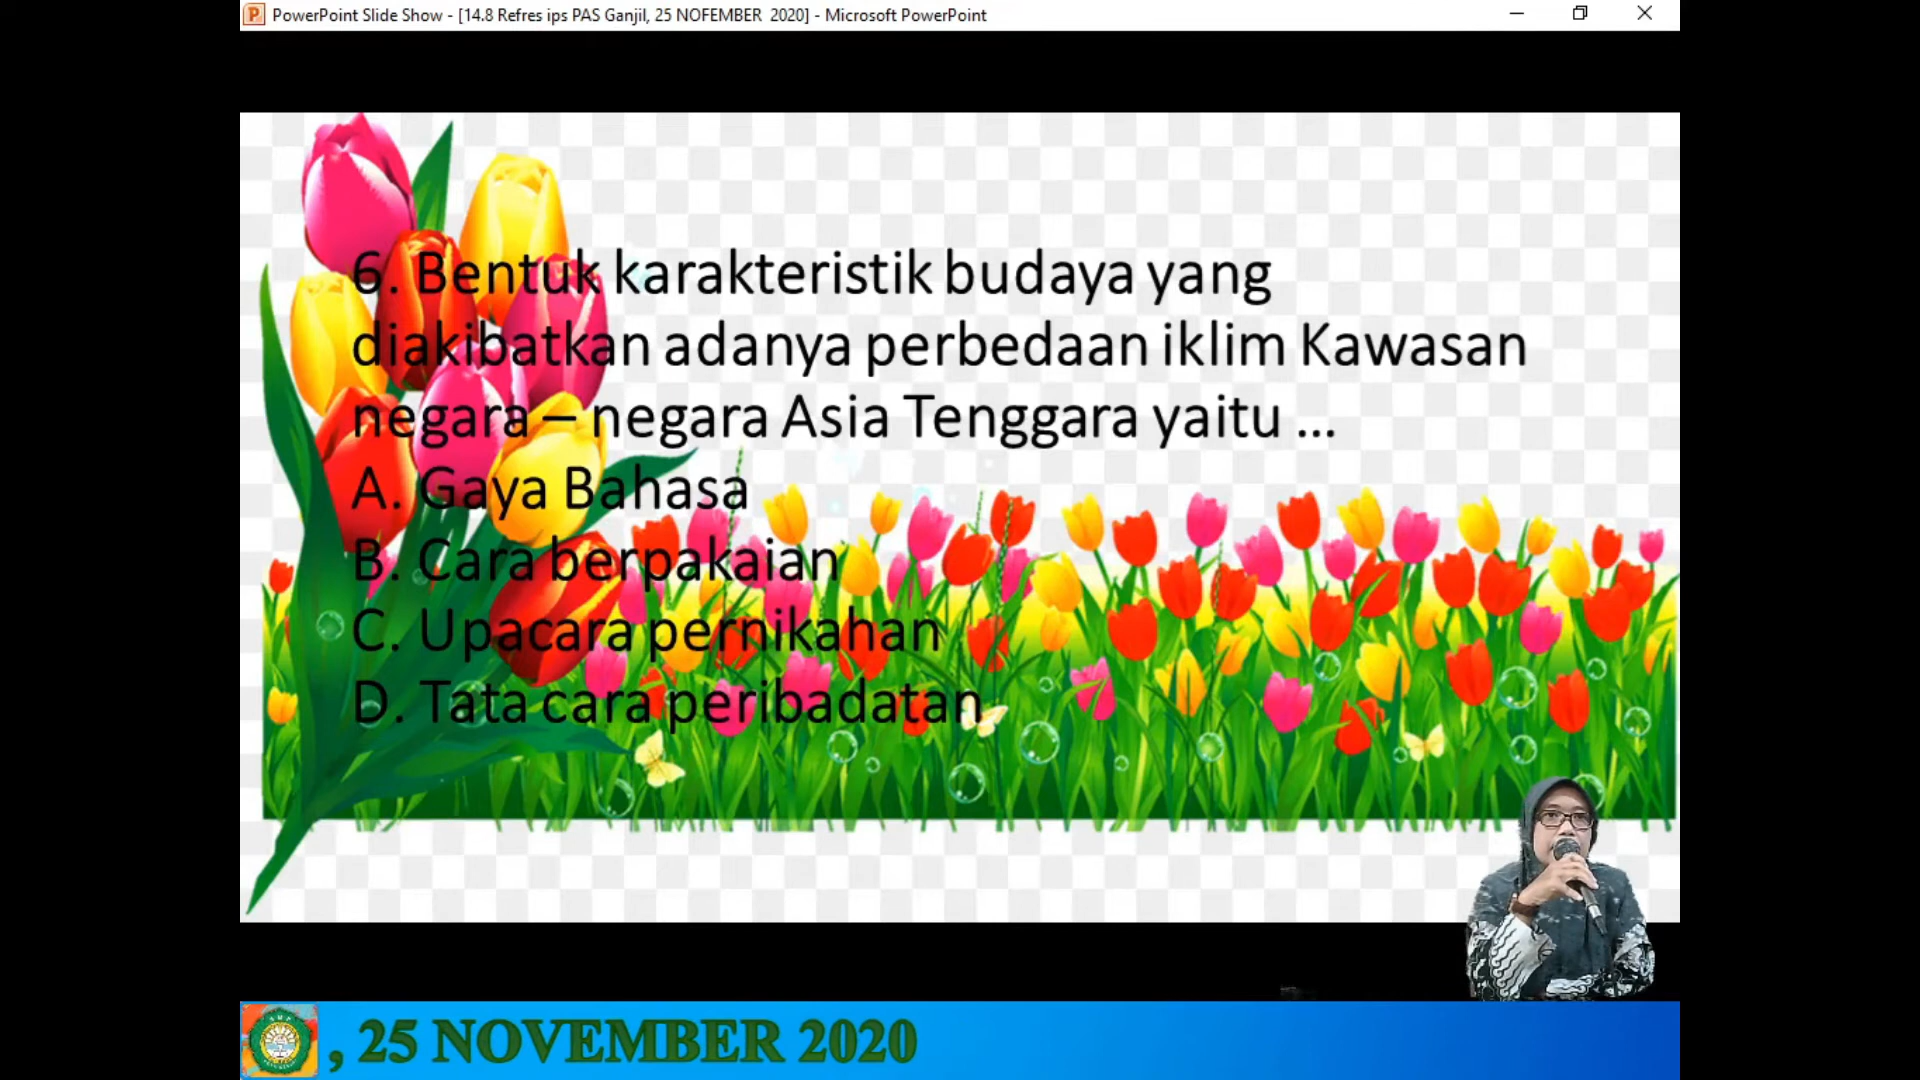 PowerPoint Slide Show - [14.8 Refres ips PAS Ganjil, 25 NOFEMBER  2020] - Microsoft PowerPoint
6. Bentuk karakteristik budaya yang
diakibatkan adanya perbedaan iklim Kawasan
negara – negara Asia Tenggara yaitu ...
A. Gaya Bahasa
B. Cara berpakaian
C. Upacara pernikahan
D. Tata cara peribadatan
, 25 NOVEMBER 2020